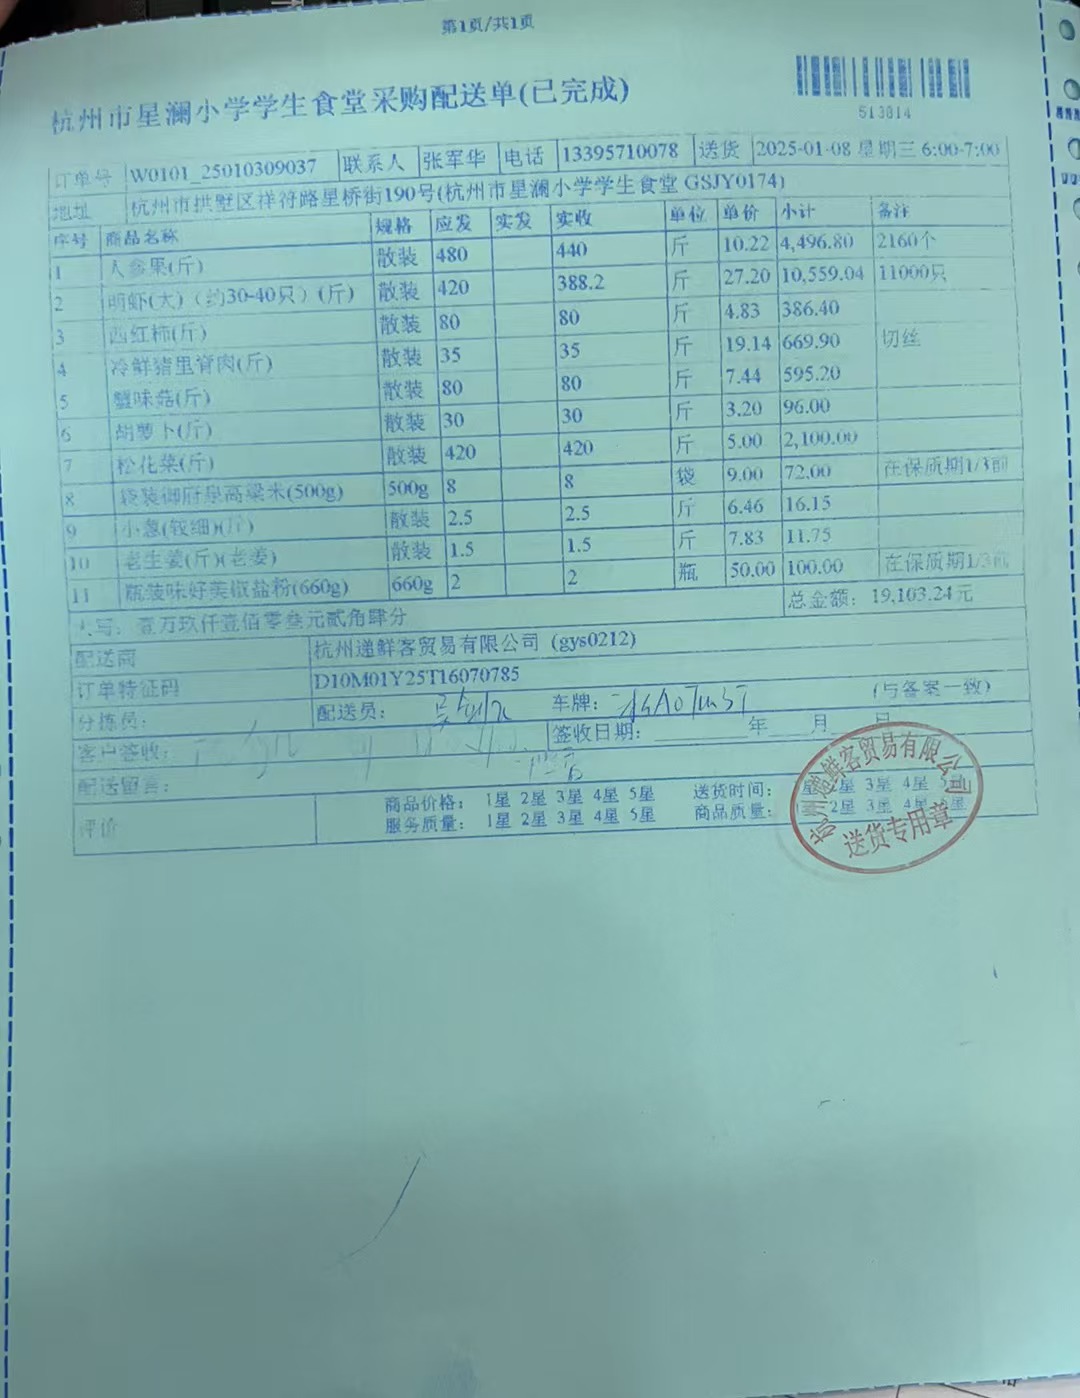 第1页/共1页
杭州市星澜小学学生食堂采购配送单(已完成)
513814
订单号 W0101_25010309037 联系人 张军华 电话 13395710078 送货 2025-01-08 星期三 6:00-7:00
地址 杭州市拱墅区祥符路星桥街190号(杭州市星澜小学学生食堂 GSJY0174)
序号 商品名称 规格 应发 实发 实收 单位 单价 小计 备注
1 人参果(斤) 散装 480 440 斤 10.22 4,496.80 2160个
2 明虾(大)(约30-40只)(斤) 散装 420 388.2 斤 27.20 10,559.04 11000只
3 西红柿(斤) 散装 80 80 斤 4.83 386.40
4 冷鲜猪里脊肉(斤) 散装 35 35 斤 19.14 669.90 切丝
5 蟹味菇(斤) 散装 80 80 斤 7.44 595.20
6 胡萝卜(斤) 散装 30 30 斤 3.20 96.00
7 松花菜(斤) 散装 420 420 斤 5.00 2,100.00
8 袋装御府泉高粱米(500g) 500g 8 8 袋 9.00 72.00 在保质期1/3前
9 小葱(较细)(斤) 散装 2.5 2.5 斤 6.46 16.15
10 老生姜(斤)(老姜) 散装 1.5 1.5 斤 7.83 11.75
11 瓶装味好美椒盐粉(660g) 660g 2 2 瓶 50.00 100.00 在保质期1/3前
总金额：19,103.24元
大写：壹万玖仟壹佰零叁元贰角肆分
配送商 杭州递鲜客贸易有限公司 (gys0212)
订单特征码 D10M01Y25T16070785
分拣员： 配送员： 车牌： (与备案一致)
客户签收： 签收日期： 年 月 日
配送留言：
评价 商品价格： 1星 2星 3星 4星 5星 送货时间： 星 2星 3星 4星 5星
服务质量： 1星 2星 3星 4星 5星 商品质量： 1星 2星 3星 4星 5星
杭州递鲜客贸易有限公司
送货专用章